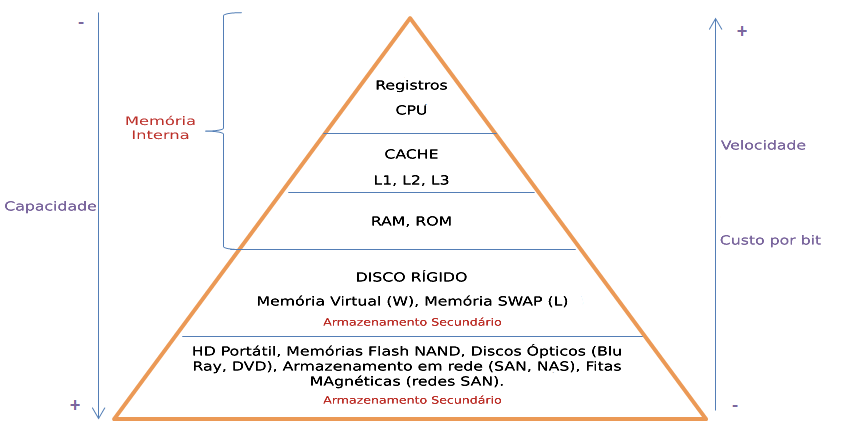 -
+
Registros
CPU
Memória
Interna
Velocidade
CACHE
L1, L2, L3
Capacidade
RAM, ROM
Custo por bit
DISCO RÍGIDO
Memória Virtual (W), Memória SWAP (L)
Armazenamento Secundário
HD Portátil, Memórias Flash NAND, Discos Ópticos (Blu
Ray, DVD), Armazenamento em rede (SAN, NAS), Fitas
MAgnéticas (redes SAN).
Armazenamento Secundário
+
-